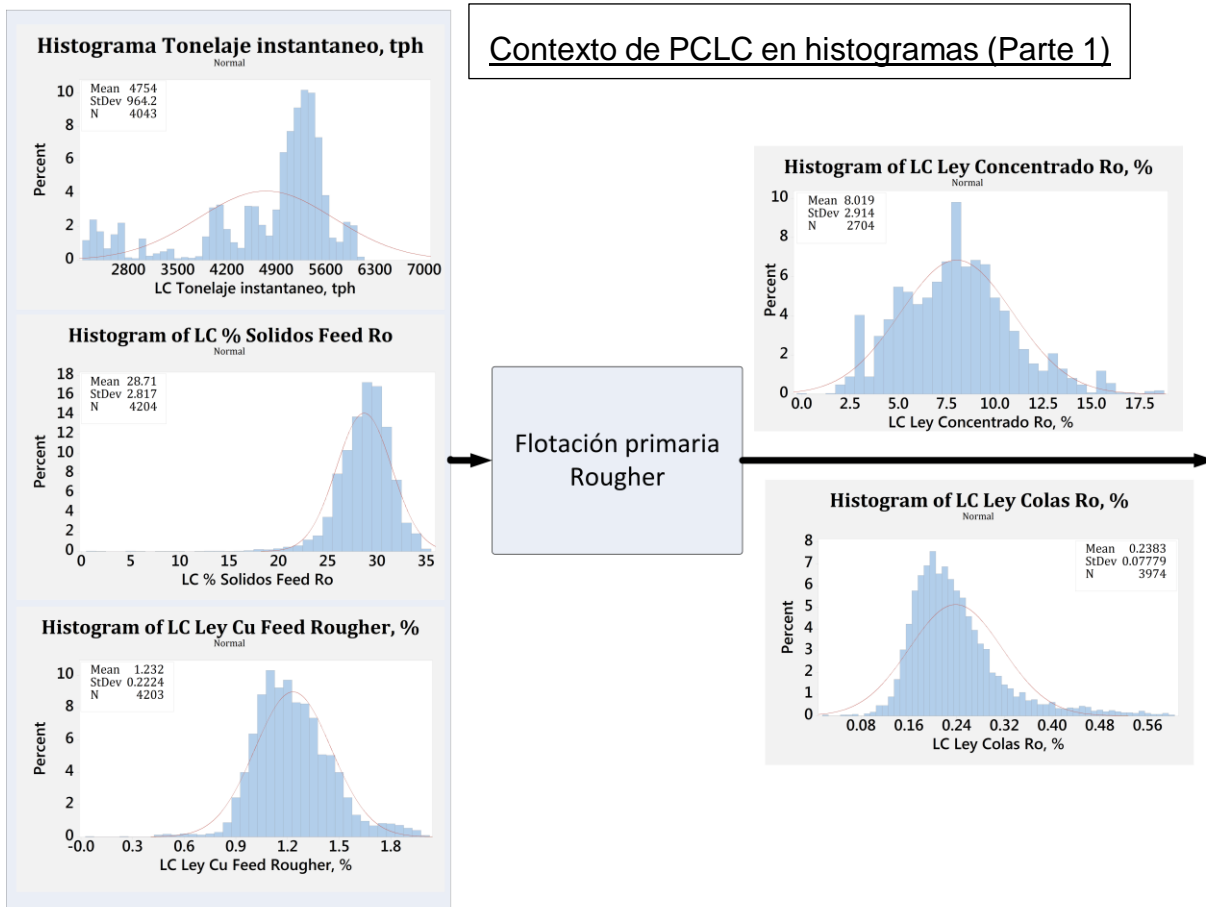 Contexto de PCLC en histogramas (Parte 1)
Histograma Tonelaje instantaneo, tph
Normal
Mean 4754
StDev 964.2
N 4043
Percent
10
8
6
4
2
0
2800 3500 4200 4900 5600 6300 7000
LC Tonelaje instantaneo, tph
Histogram of LC % Solidos Feed Ro
Normal
Mean 28.71
StDev 2.817
N 4204
Percent
18
16
14
12
10
8
6
4
2
0
0 5 10 15 20 25 30 35
LC % Solidos Feed Ro
Histogram of LC Ley Cu Feed Rougher, %
Normal
Mean 1.232
StDev 0.2224
N 4203
Percent
10
8
6
4
2
0
-0.0 0.3 0.6 0.9 1.2 1.5 1.8
LC Ley Cu Feed Rougher, %
Flotación primaria
Rougher
Histogram of LC Ley Concentrado Ro, %
Normal
Mean 8.019
StDev 2.914
N 2704
Percent
10
8
6
4
2
0
0.0 2.5 5.0 7.5 10.0 12.5 15.0 17.5
LC Ley Concentrado Ro, %
Histogram of LC Ley Colas Ro, %
Normal
Mean 0.2383
StDev 0.07779
N 3974
Percent
8
7
6
5
4
3
2
1
0
0.08 0.16 0.24 0.32 0.40 0.48 0.56
LC Ley Colas Ro, %